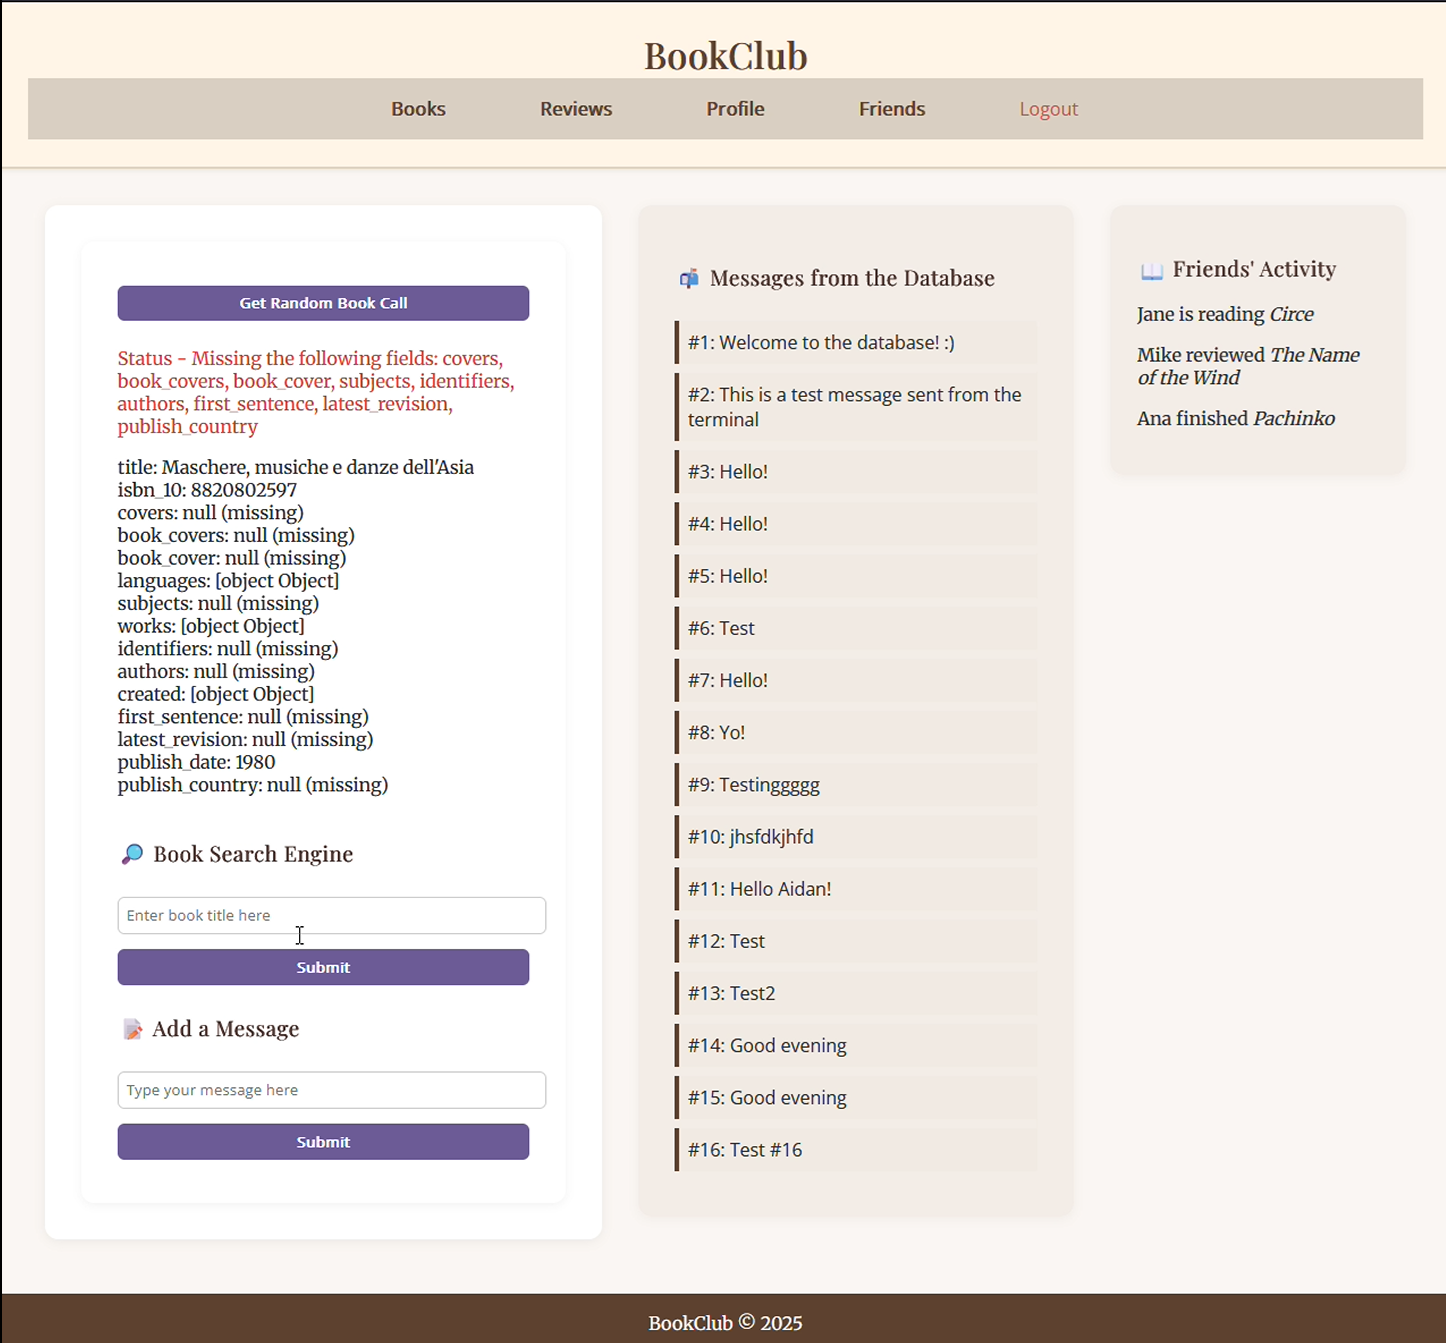 BookClub
Books Reviews Profile Friends Logout
Get Random Book Call
Status - Missing the following fields: covers,
book_covers, book_cover, subjects, identifiers,
authors, first_sentence, latest_revision,
publish_country
title: Maschere, musiche e danze dell'Asia
isbn_10: 8820802597
covers: null (missing)
book_covers: null (missing)
book_cover: null (missing)
languages: [object Object]
subjects: null (missing)
works: [object Object]
identifiers: null (missing)
authors: null (missing)
created: [object Object]
first_sentence: null (missing)
latest_revision: null (missing)
publish_date: 1980
publish_country: null (missing)
Book Search Engine
Enter book title here
Submit
Add a Message
Type your message here
Submit
Messages from the Database
#1: Welcome to the database! :)
#2: This is a test message sent from the
terminal
#3: Hello!
#4: Hello!
#5: Hello!
#6: Test
#7: Hello!
#8: Yo!
#9: Testinggggg
#10: jhsfdkjhfd
#11: Hello Aidan!
#12: Test
#13: Test2
#14: Good evening
#15: Good evening
#16: Test #16
Friends' Activity
Jane is reading Circe
Mike reviewed The Name
of the Wind
Ana finished Pachinko
BookClub © 2025